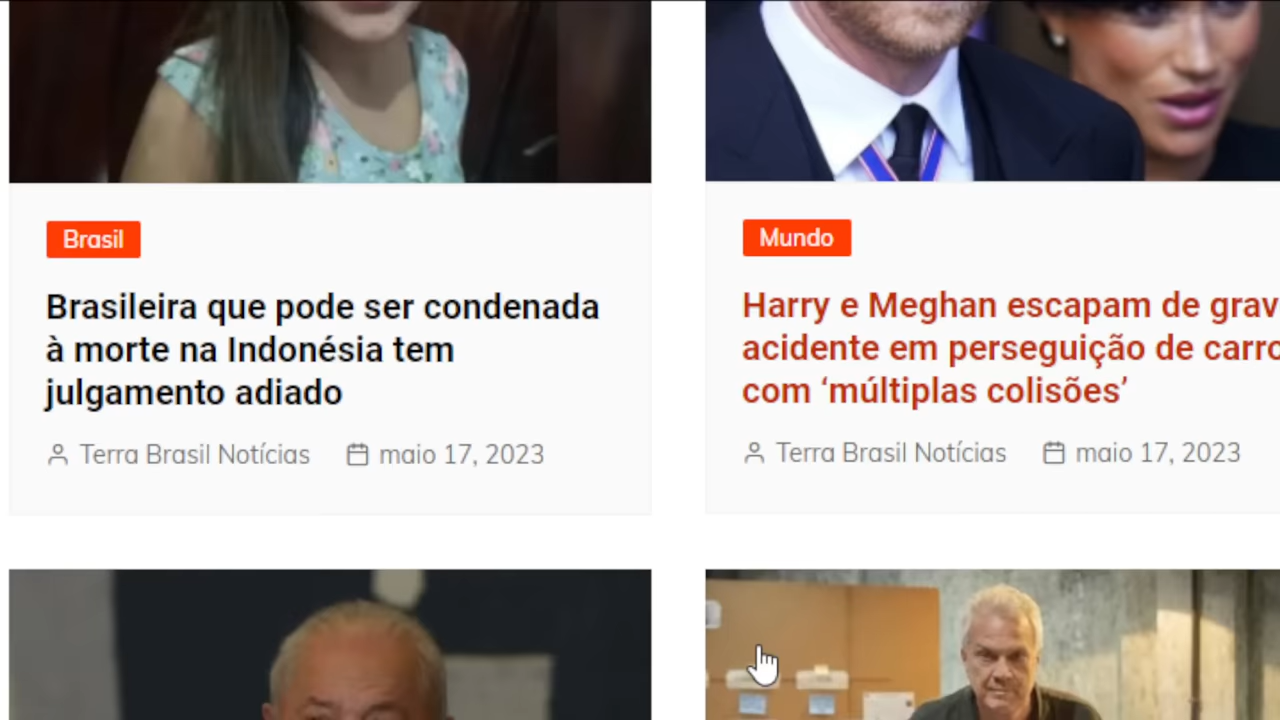 Brasil
Brasileira que pode ser condenada
à morte na Indonésia tem
julgamento adiado
Terra Brasil Notícias maio 17, 2023
Mundo
Harry e Meghan escapam de grav
acidente em perseguição de carro
com ‘múltiplas colisões’
Terra Brasil Notícias maio 17, 2023